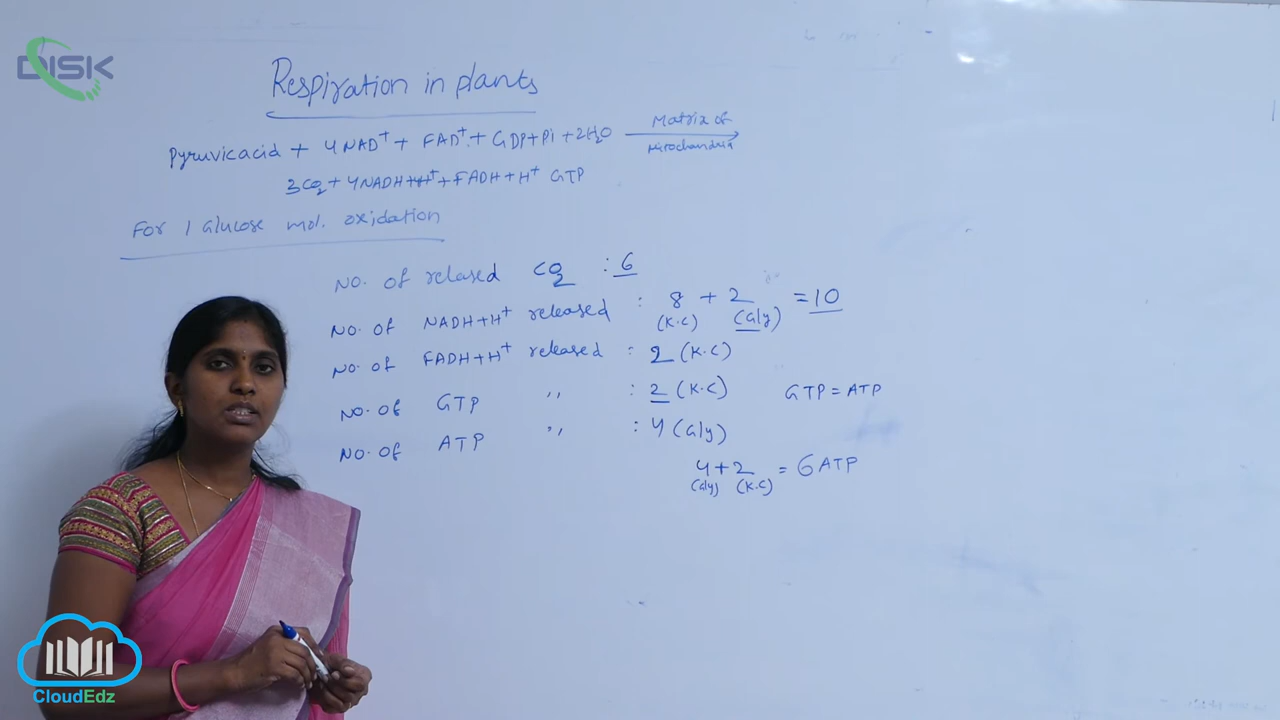 DISK
Respiration in plants
Pyruvicacid + 4NAD⁺ + FAD⁺ + GDP+Pi +2H₂O
Matrix of
Mirochandria
3CO₂ + 4NADH+H⁺ + FADH+H⁺ GTP
For 1 Glucose mol. oxidation
NO. of relased CO₂ : 6
NO. of NADH+H⁺ released : 8 + 2 = 10
(K.C) (Gly)
NO. of FADH+H⁺ released : 2 (K.C)
NO. of GTP ,, : 2 (K.C) GTP = ATP
NO. of ATP ,, : 4 (Gly)
4+2 = 6 ATP
(Gly) (K.C)
CloudEdz